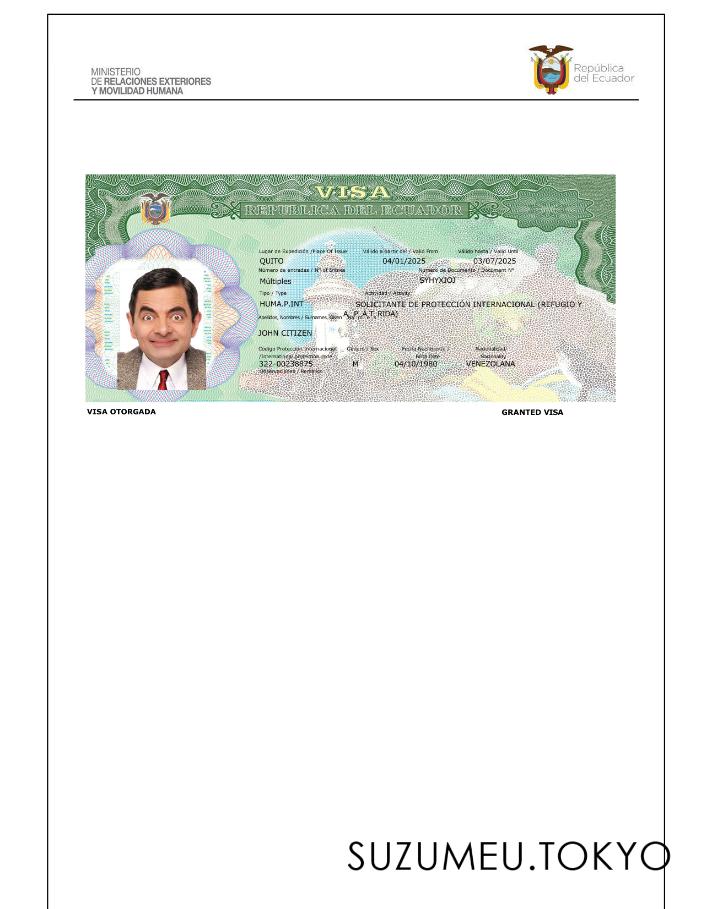 MINISTERIO
DE RELACIONES EXTERIORES
Y MOVILIDAD HUMANA
República
del Ecuador
VISA
REPUBLICA DEL ECUADOR
Lugar de Expedición /Place Of Issue Válido a partir del / Valid From Válido hasta / Valid Until
QUITO 04/01/2025 03/07/2025
Número de entradas / N° of Entries Número de Documento / Document N°
Múltiples SYHYXJOJ
Tipo / Type Actividad / Activity
HUMA.P.INT SOLICITANTE DE PROTECCIÓN INTERNACIONAL (REFUGIO Y
A. P. Á.T. RIDA)
Apellidos, Nombres / Surnames, Given
JOHN CITIZEN
Código Protección Internacional Género / Sex Fecha Nacimiento / Nacionalidad/
/International protection code Birth Date Nationality
322-00238875 M 04/10/1980 VENEZOLANA
Observaciones / Remarks
VISA OTORGADA GRANTED VISA
SUZUMEU.TOKYO